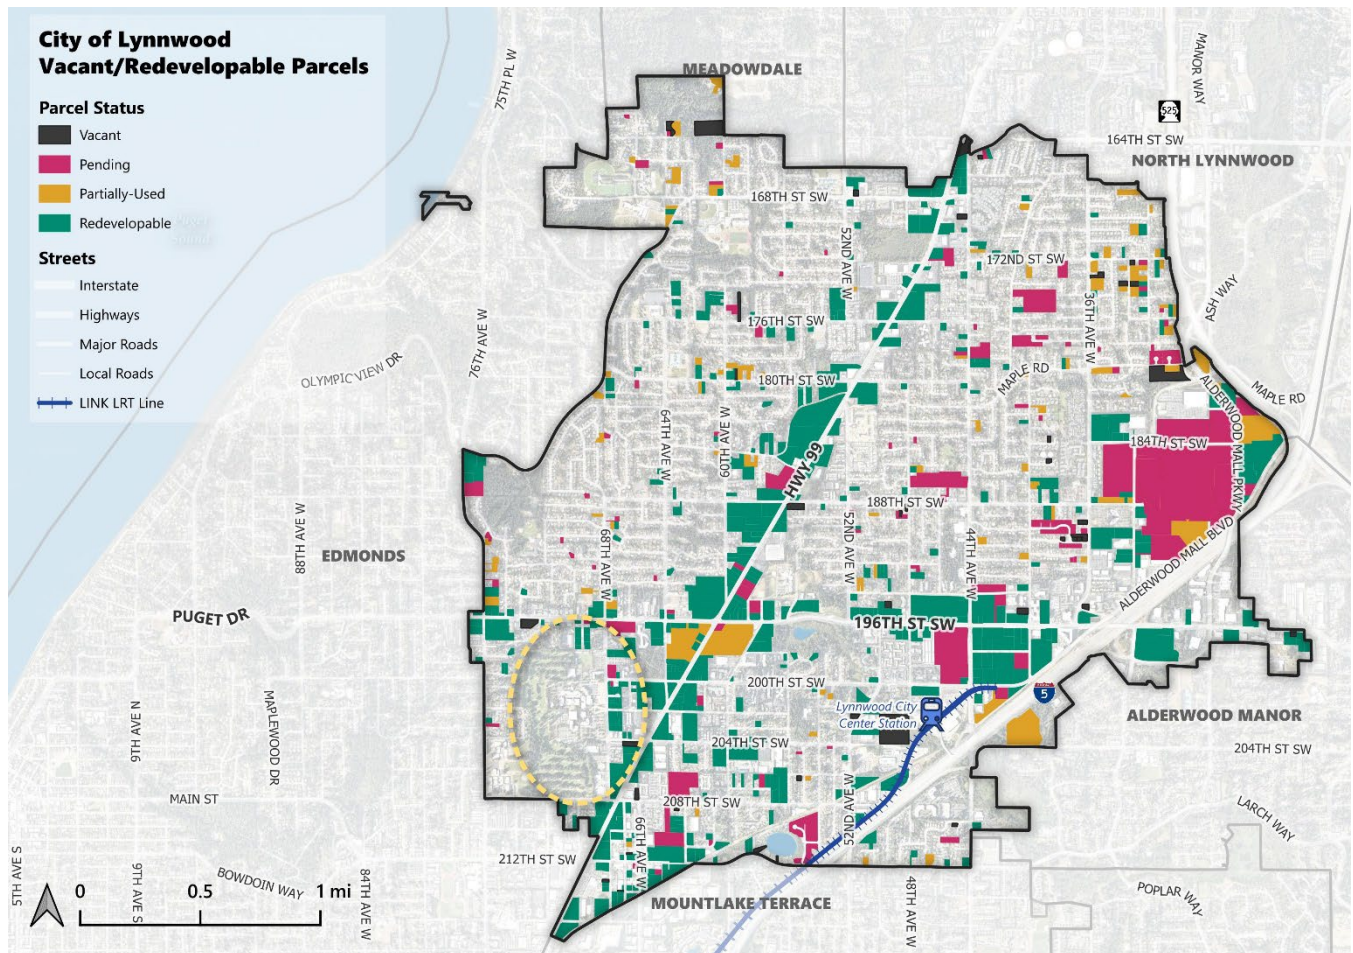 City of Lynnwood
Vacant/Redevelopable Parcels
Parcel Status
Vacant
Pending
Partially-Used
Redevelopable
Streets
Interstate
Highways
Major Roads
Local Roads
LINK LRT Line
Puget
Sound
75TH PL W
MEADOWDALE
MANOR WAY
525
164TH ST SW
NORTH LYNNWOOD
168TH ST SW
52ND AVE W
172ND ST SW
36TH AVE W
ASH WAY
176TH ST SW
76TH AVE W
OLYMPIC VIEW DR
180TH ST SW
MAPLE RD
ALDERWOOD MALL PKWY
MAPLE RD
64TH AVE W
60TH AVE W
184TH ST SW
HWY 99
188TH ST SW
88TH AVE W
68TH AVE W
52ND AVE W
44TH AVE W
ALDERWOOD MALL BLVD
EDMONDS
PUGET DR
196TH ST SW
200TH ST SW
5
Lynnwood City
Center Station
ALDERWOOD MANOR
9TH AVE N
MAPLEWOOD DR
204TH ST SW
204TH ST SW
MAIN ST
208TH ST SW
52ND AVE W
LARCH WAY
66TH AVE W
212TH ST SW
5TH AVE S
9TH AVE S
BOWDOIN WAY
84TH AVE W
48TH AVE W
POPLAR WAY
MOUNTLAKE TERRACE
0 0.5 1 mi